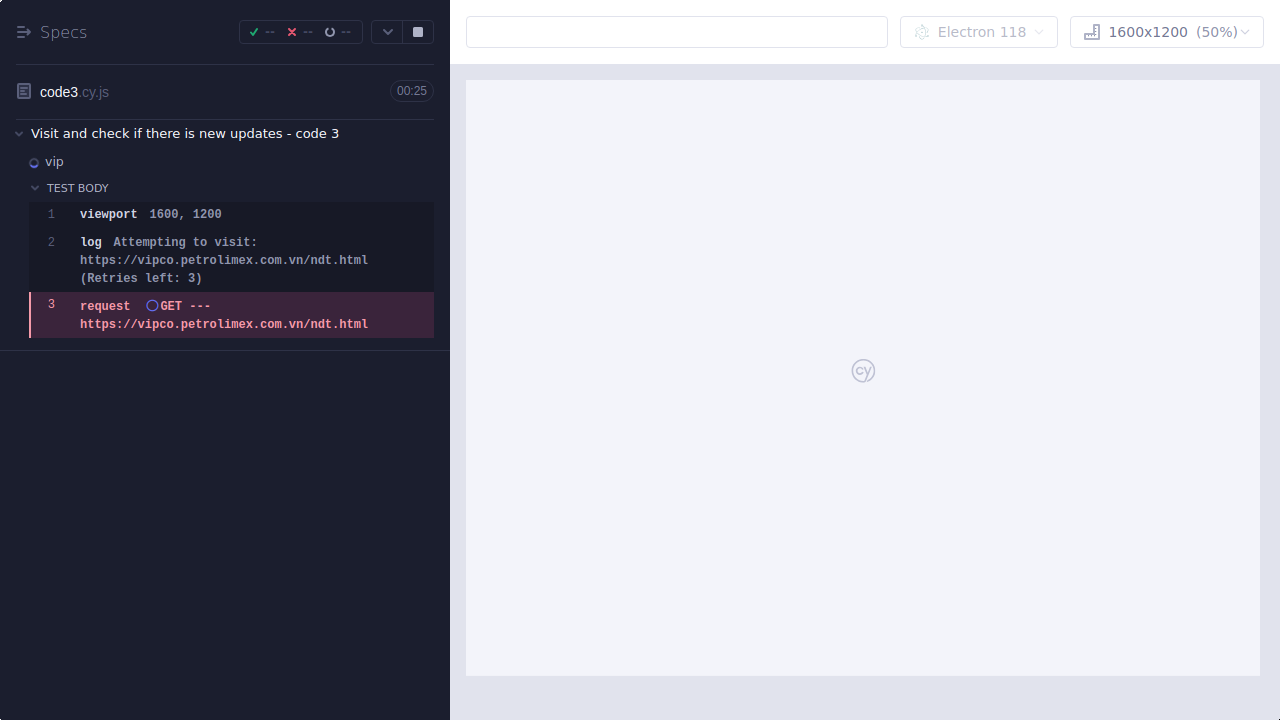 Specs
--
--
--
Electron 118
1600x1200 (50%)
code3.cy.js
00:25
Visit and check if there is new updates - code 3
vip
TEST BODY
1 viewport 1600, 1200
2 log Attempting to visit:
https://vipco.petrolimex.com.vn/ndt.html
(Retries left: 3)
3 request GET ---
https://vipco.petrolimex.com.vn/ndt.html
cy